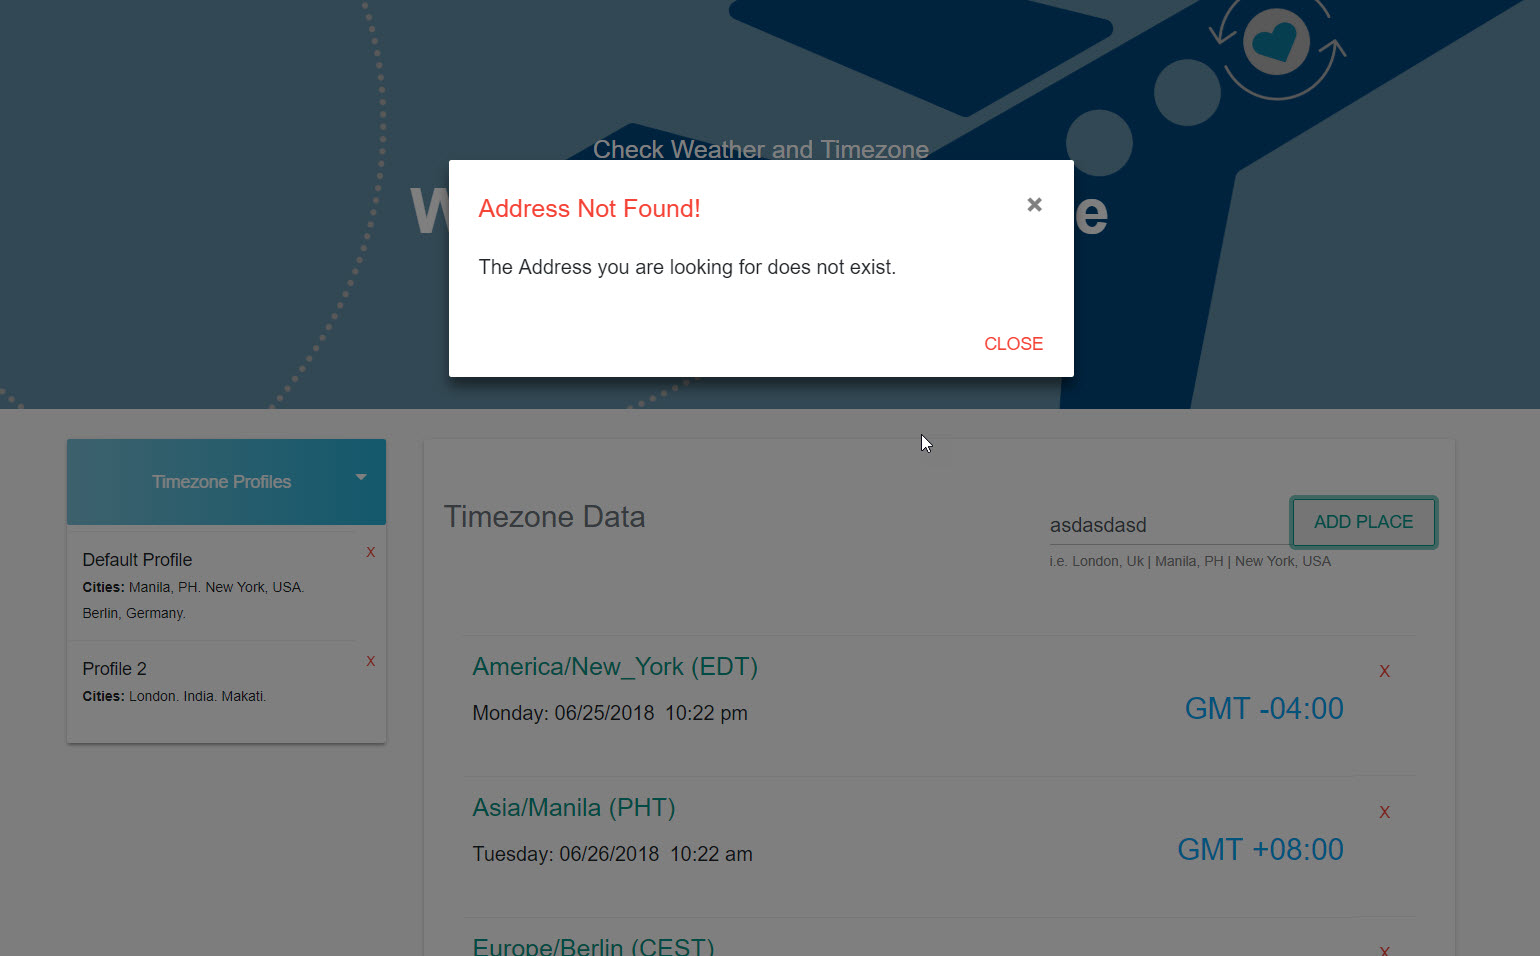 Check Weather and Timezone
W
e
Address Not Found!
×
The Address you are looking for does not exist.
CLOSE
Timezone Profiles
Default Profile
X
Cities: Manila, PH. New York, USA.
Berlin, Germany.
Profile 2
X
Cities: London. India. Makati.
Timezone Data
asdasdasd
ADD PLACE
i.e. London, Uk | Manila, PH | New York, USA
America/New_York (EDT)
X
Monday: 06/25/2018 10:22 pm
GMT -04:00
Asia/Manila (PHT)
X
Tuesday: 06/26/2018 10:22 am
GMT +08:00
Europe/Berlin (CEST)
X